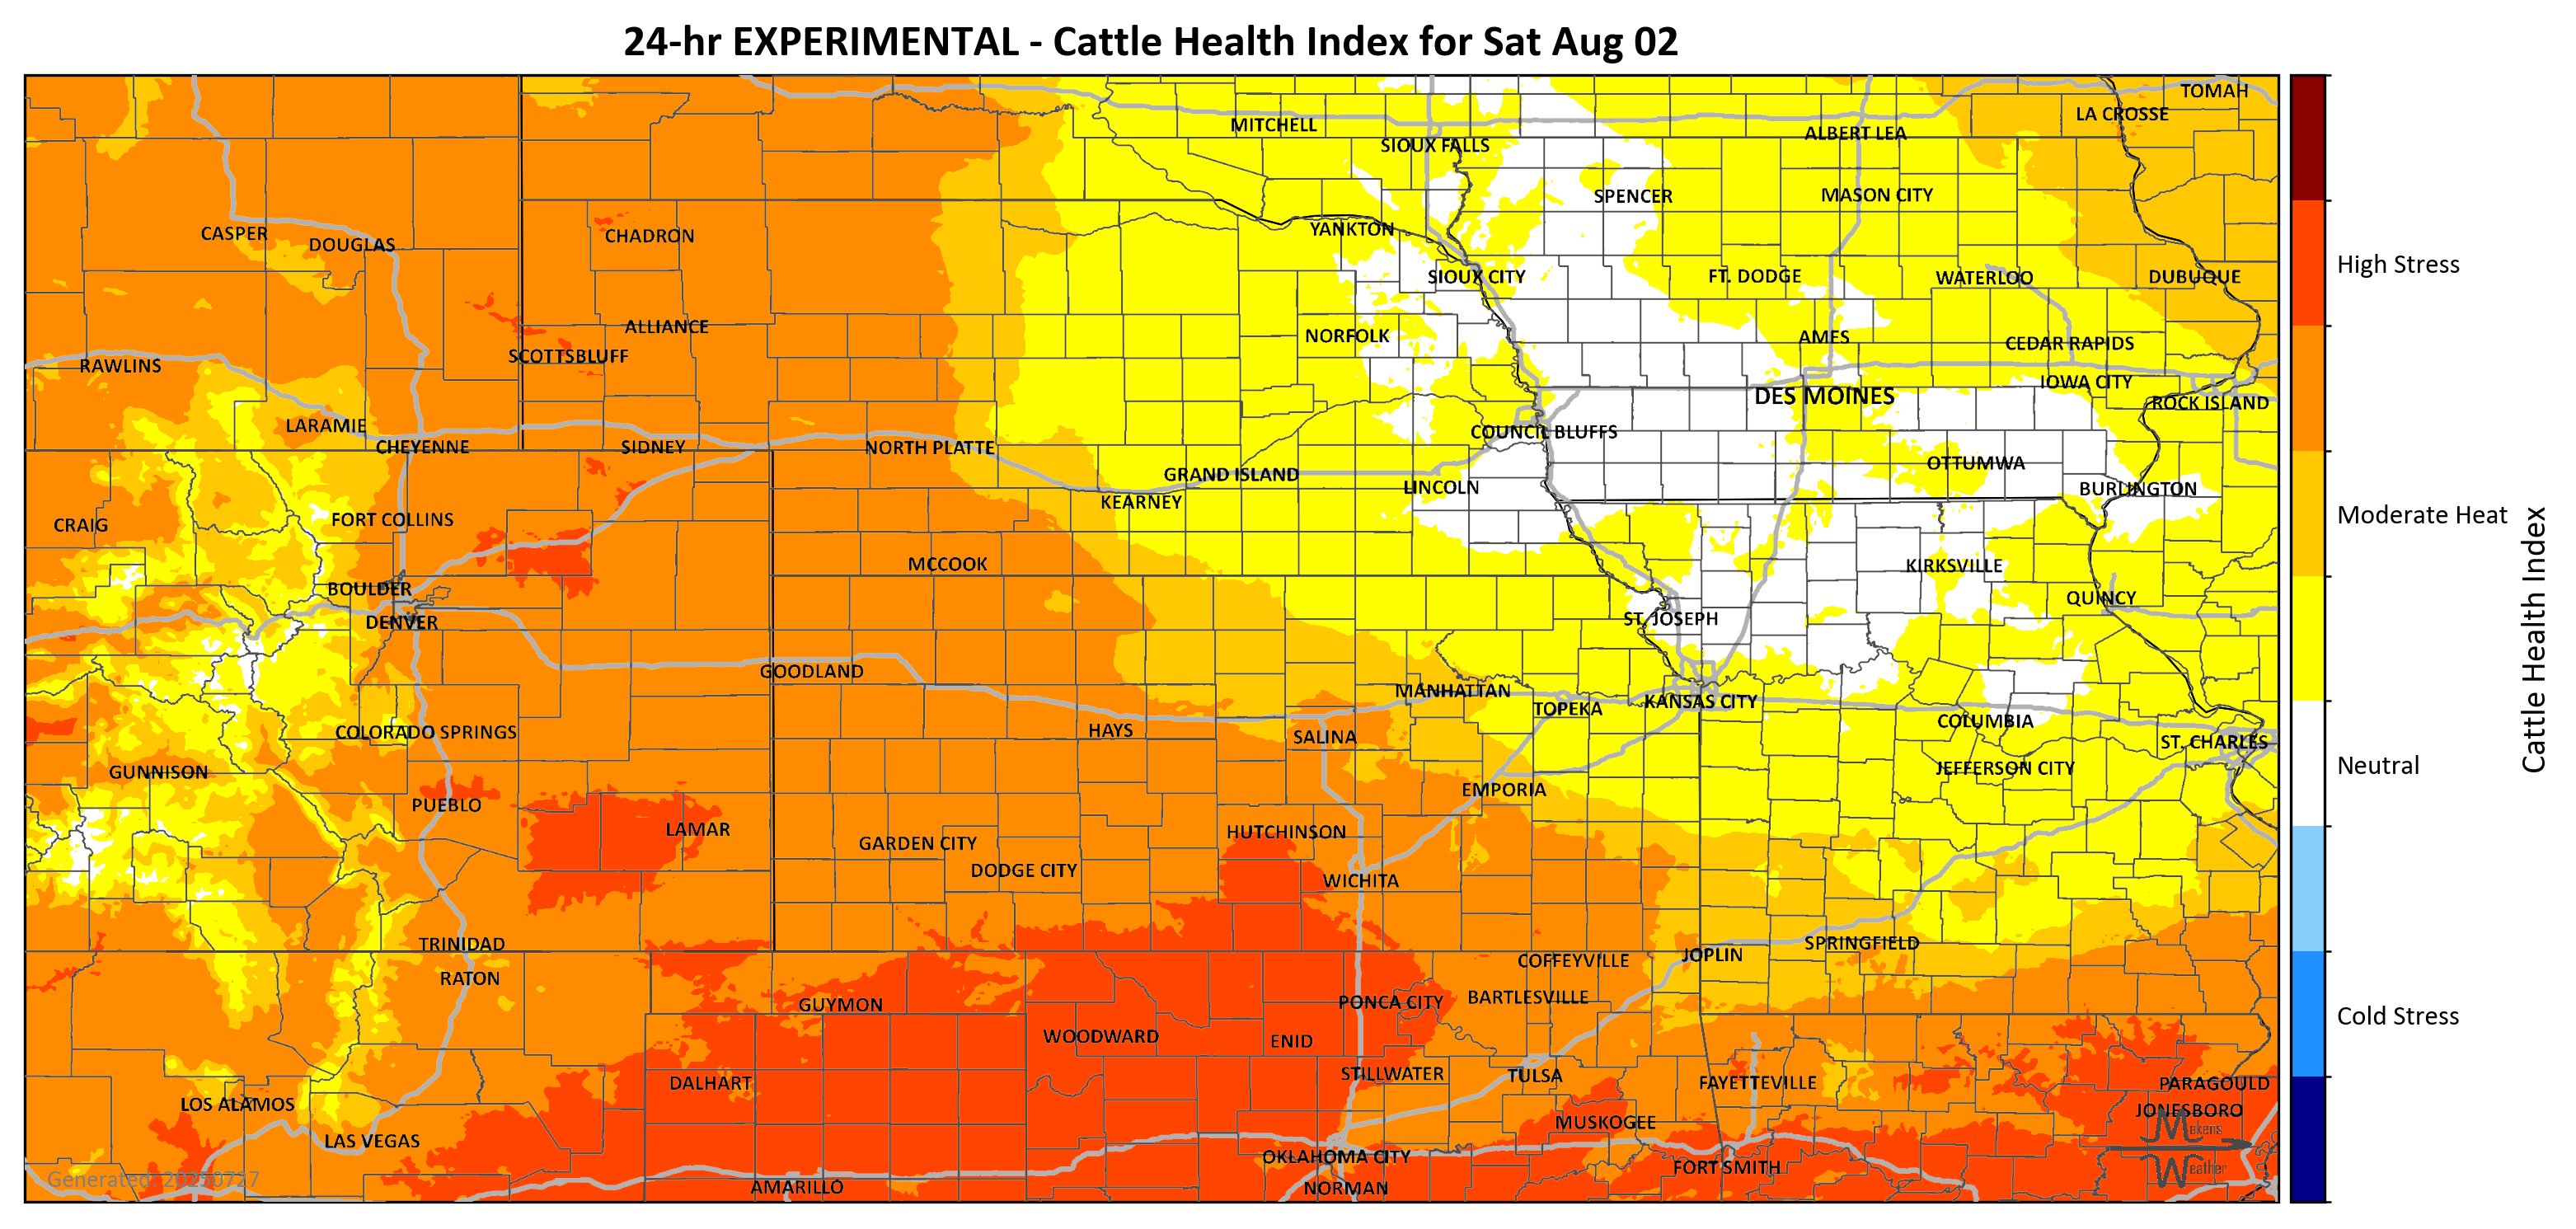 24-hr EXPERIMENTAL - Cattle Health Index for Sat Aug 02
TOMAH
LA CROSSE
MITCHELL
ALBERT LEA
SIOUX FALLS
SPENCER
MASON CITY
CASPER
YANKTON
CHADRON
DOUGLAS
High Stress
SIOUX CITY
FT. DODGE
WATERLOO
DUBUQUE
ALLIANCE
NORFOLK
AMES
CEDAR RAPIDS
SCOTTSBLUFF
RAWLINS
IOWA CITY
DES MOINES
ROCK ISLAND
LARAMIE
COUNCIL BLUFFS
CHEYENNE
SIDNEY
NORTH PLATTE
OTTUMWA
GRAND ISLAND
LINCOLN
BURLINGTON
KEARNEY
Moderate Heat
CRAIG
FORT COLLINS
MCCOOK
KIRKSVILLE
BOULDER
QUINCY
DENVER
ST. JOSEPH
Cattle Health Index
GOODLAND
MANHATTAN
KANSAS CITY
TOPEKA
COLUMBIA
COLORADO SPRINGS
HAYS
SALINA
ST. CHARLES
Neutral
GUNNISON
JEFFERSON CITY
EMPORIA
PUEBLO
LAMAR
HUTCHINSON
GARDEN CITY
DODGE CITY
WICHITA
TRINIDAD
SPRINGFIELD
JOPLIN
COFFEYVILLE
RATON
BARTLESVILLE
PONCA CITY
GUYMON
Cold Stress
WOODWARD
ENID
STILLWATER
TULSA
DALHART
FAYETTEVILLE
PARAGOULD
LOS ALAMOS
JONESBORO
MUSKOGEE
Makens
LAS VEGAS
OKLAHOMA CITY
FORT SMITH
Weather
Generated: 20250727
AMARILLO
NORMAN